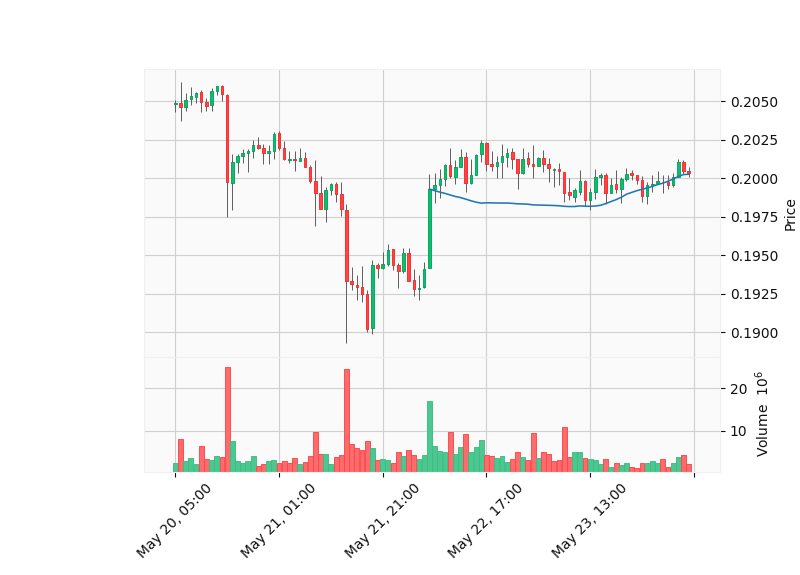 0.2050
0.2025
0.2000
0.1975
0.1950
0.1925
0.1900
Price
20
10
Volume 10⁶
May 20, 05:00
May 21, 01:00
May 21, 21:00
May 22, 17:00
May 23, 13:00